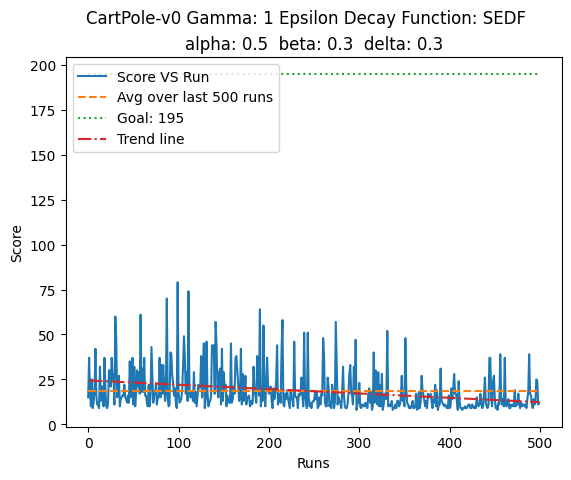 CartPole-v0 Gamma: 1 Epsilon Decay Function: SEDF
alpha: 0.5 beta: 0.3 delta: 0.3
Score VS Run
Avg over last 500 runs
Goal: 195
Trend line
200
175
150
125
100
75
50
25
0
Score
0 100 200 300 400 500
Runs